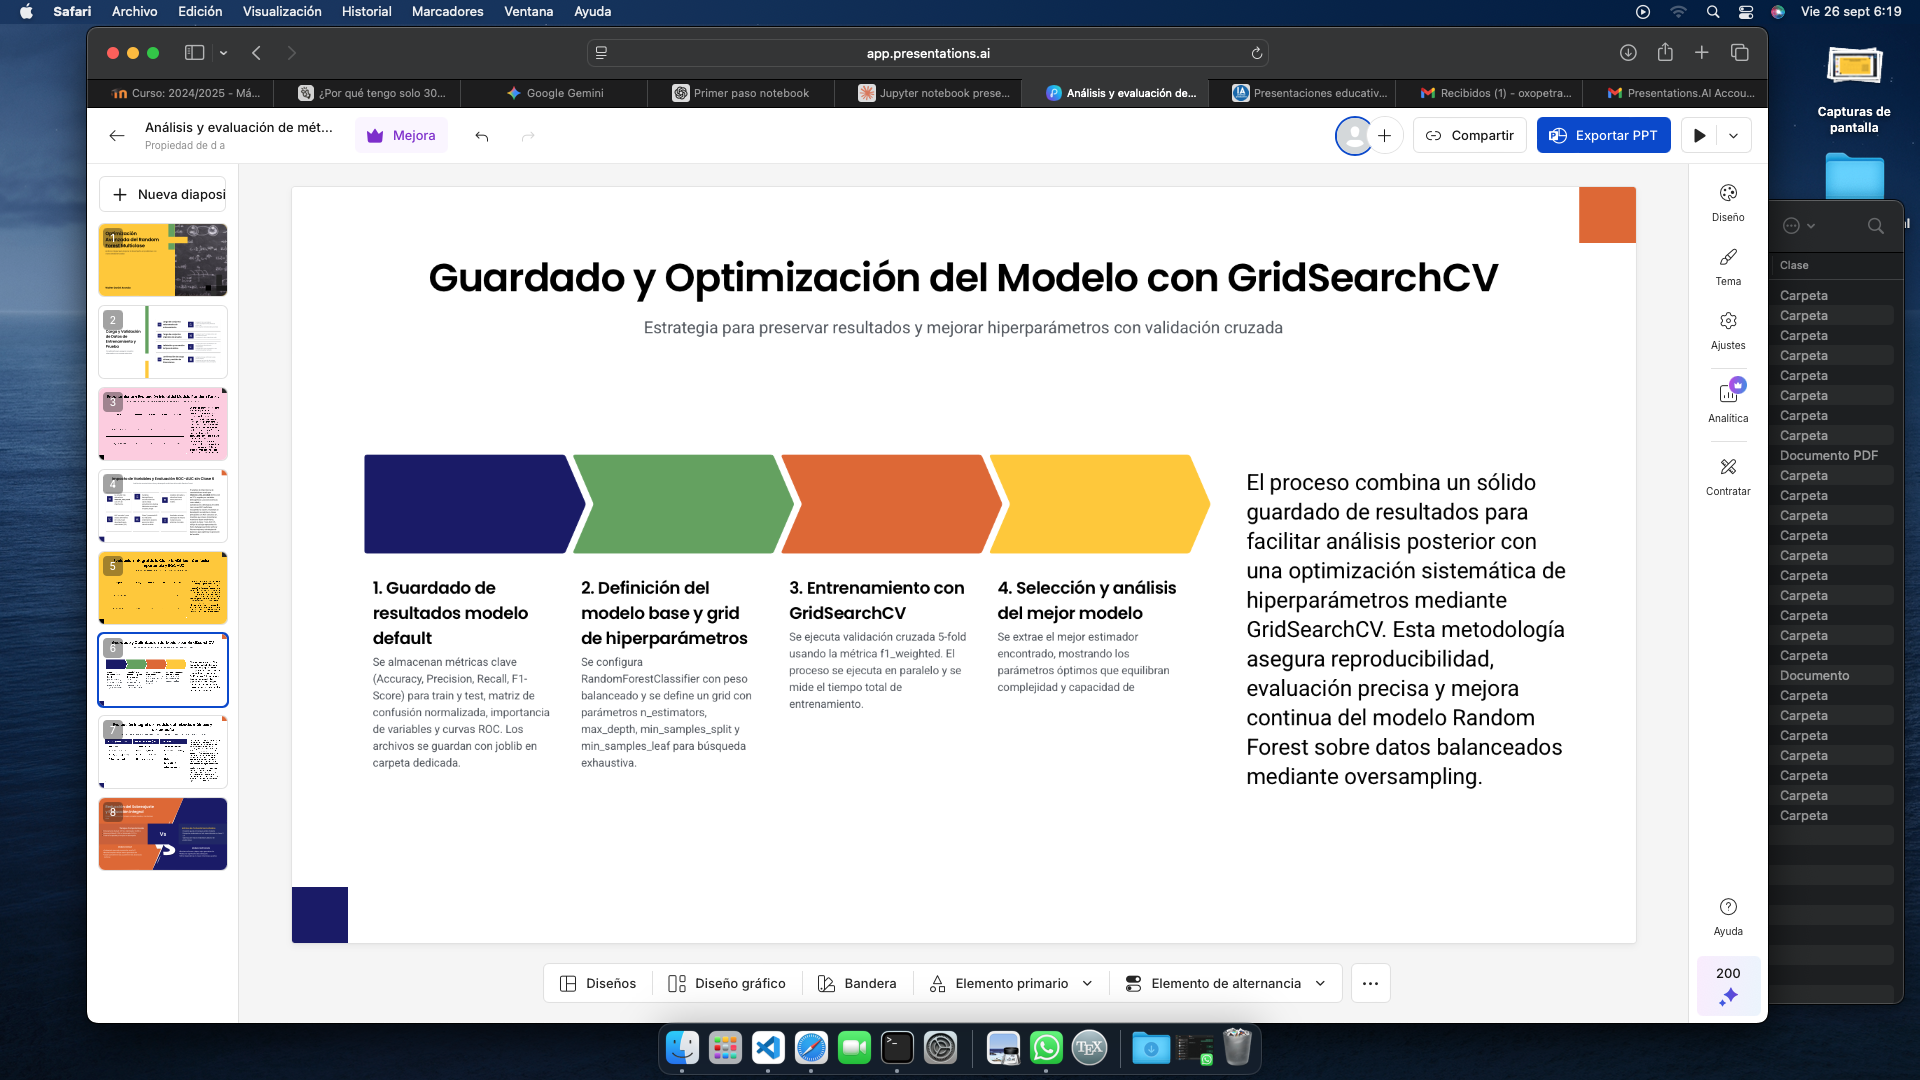 Safari Archivo Edición Visualización Historial Marcadores Ventana Ayuda
Vie 26 sept 6:19
app.presentations.ai
Curso: 2024/2025 - Má...
¿Por qué tengo solo 30...
Google Gemini
Primer paso notebook
Jupyter notebook prese...
Análisis y evaluación de...
Presentaciones educativ...
Recibidos (1) - oxopetra...
Presentations.AI Accou...
Capturas de
pantalla
Análisis y evaluación de mét...
Propiedad de d a
Mejora
Compartir
Exportar PPT
Nueva diaposi
Guardado y Optimización del Modelo con GridSearchCV
Estrategia para preservar resultados y mejorar hiperparámetros con validación cruzada
1. Guardado de
resultados modelo
default
Se almacenan métricas clave
(Accuracy, Precision, Recall, F1-
Score) para train y test, matriz de
confusión normalizada, importancia
de variables y curvas ROC. Los
archivos se guardan con joblib en
carpeta dedicada.
2. Definición del
modelo base y grid
de hiperparámetros
Se configura
RandomForestClassifier con peso
balanceado y se define un grid con
parámetros n_estimators,
max_depth, min_samples_split y
min_samples_leaf para búsqueda
exhaustiva.
3. Entrenamiento con
GridSearchCV
Se ejecuta validación cruzada 5-fold
usando la métrica f1_weighted. El
proceso se ejecuta en paralelo y se
mide el tiempo total de
entrenamiento.
4. Selección y análisis
del mejor modelo
Se extrae el mejor estimador
encontrado, mostrando los
parámetros óptimos que equilibran
complejidad y capacidad de
El proceso combina un sólido
guardado de resultados para
facilitar análisis posterior con
una optimización sistemática de
hiperparámetros mediante
GridSearchCV. Esta metodología
asegura reproducibilidad,
evaluación precisa y mejora
continua del modelo Random
Forest sobre datos balanceados
mediante oversampling.
2
3
4
5
6
7
8
Vs
Diseño
Tema
Ajustes
Analítica
Contratar
Ayuda
200
Diseños
Diseño gráfico
Bandera
Elemento primario
Elemento de alternancia
Clase
Carpeta
Carpeta
Carpeta
Carpeta
Carpeta
Carpeta
Carpeta
Carpeta
Documento PDF
Carpeta
Carpeta
Carpeta
Carpeta
Carpeta
Carpeta
Carpeta
Carpeta
Carpeta
Carpeta
Documento
Carpeta
Carpeta
Carpeta
Carpeta
Carpeta
Carpeta
Carpeta
TEX